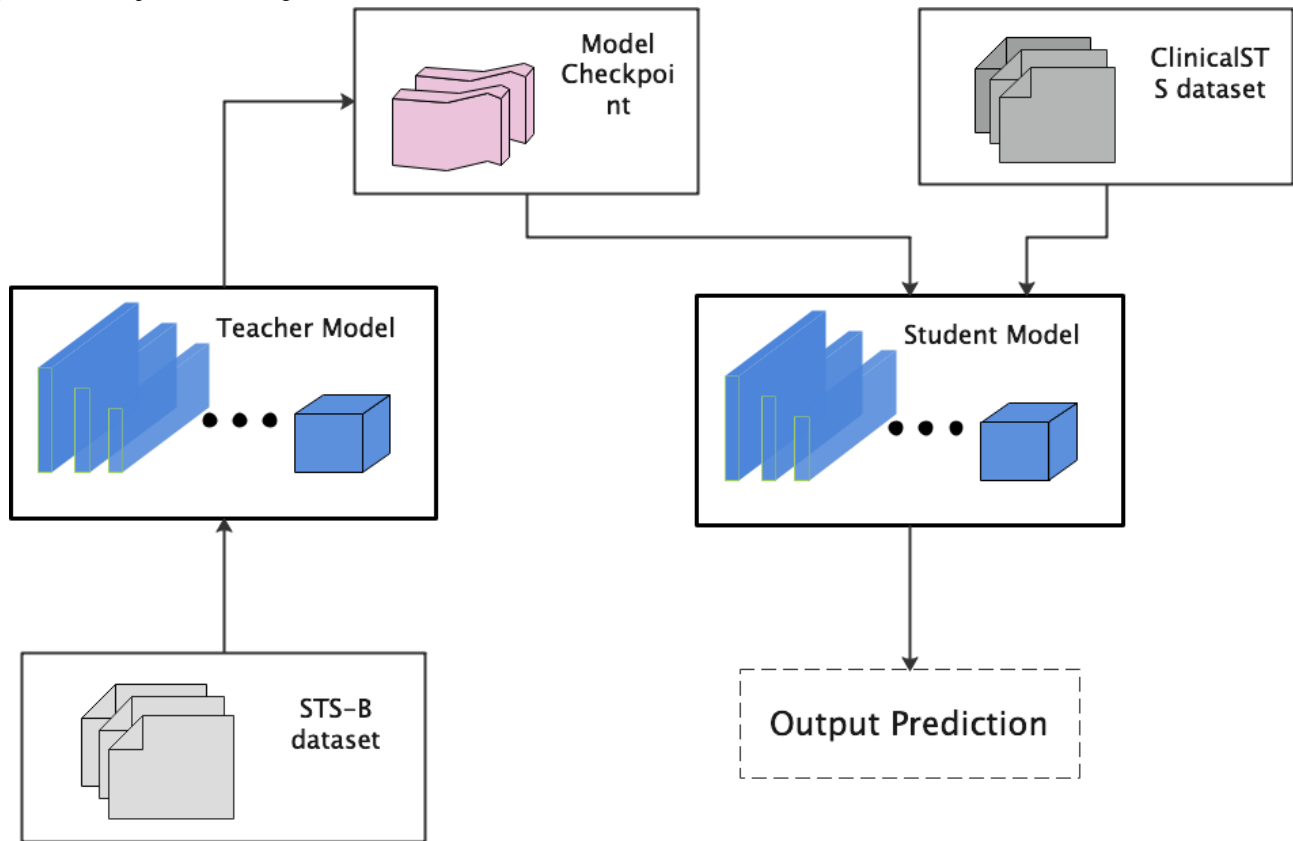 Model
Checkpoi
nt
ClinicalST
S dataset
Teacher Model
Student Model
STS-B
dataset
Output Prediction